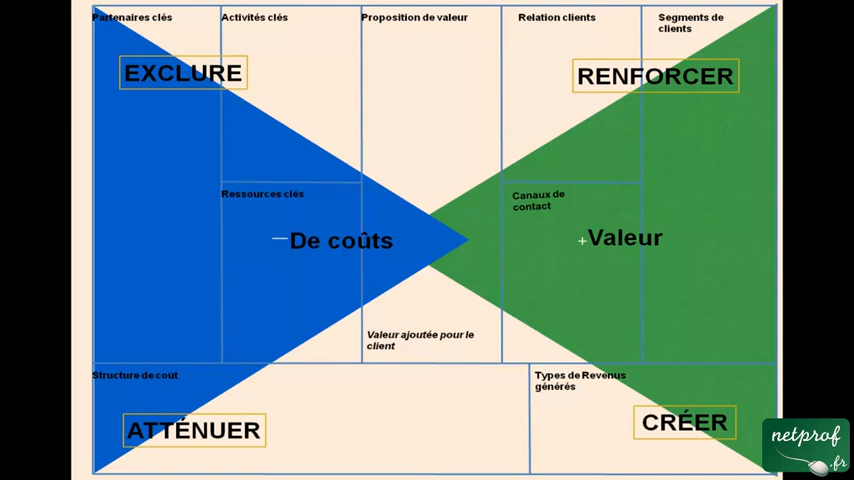 Partenaires clés
Activités clés
Proposition de valeur
Relation clients
Segments de
clients
EXCLURE
RENFORCER
Ressources clés
Canaux de
contact
—De coûts
+Valeur
Valeur ajoutée pour le
client
Structure de coût
Types de Revenus
générés
ATTÉNUER
CRÉER
netprof
.fr